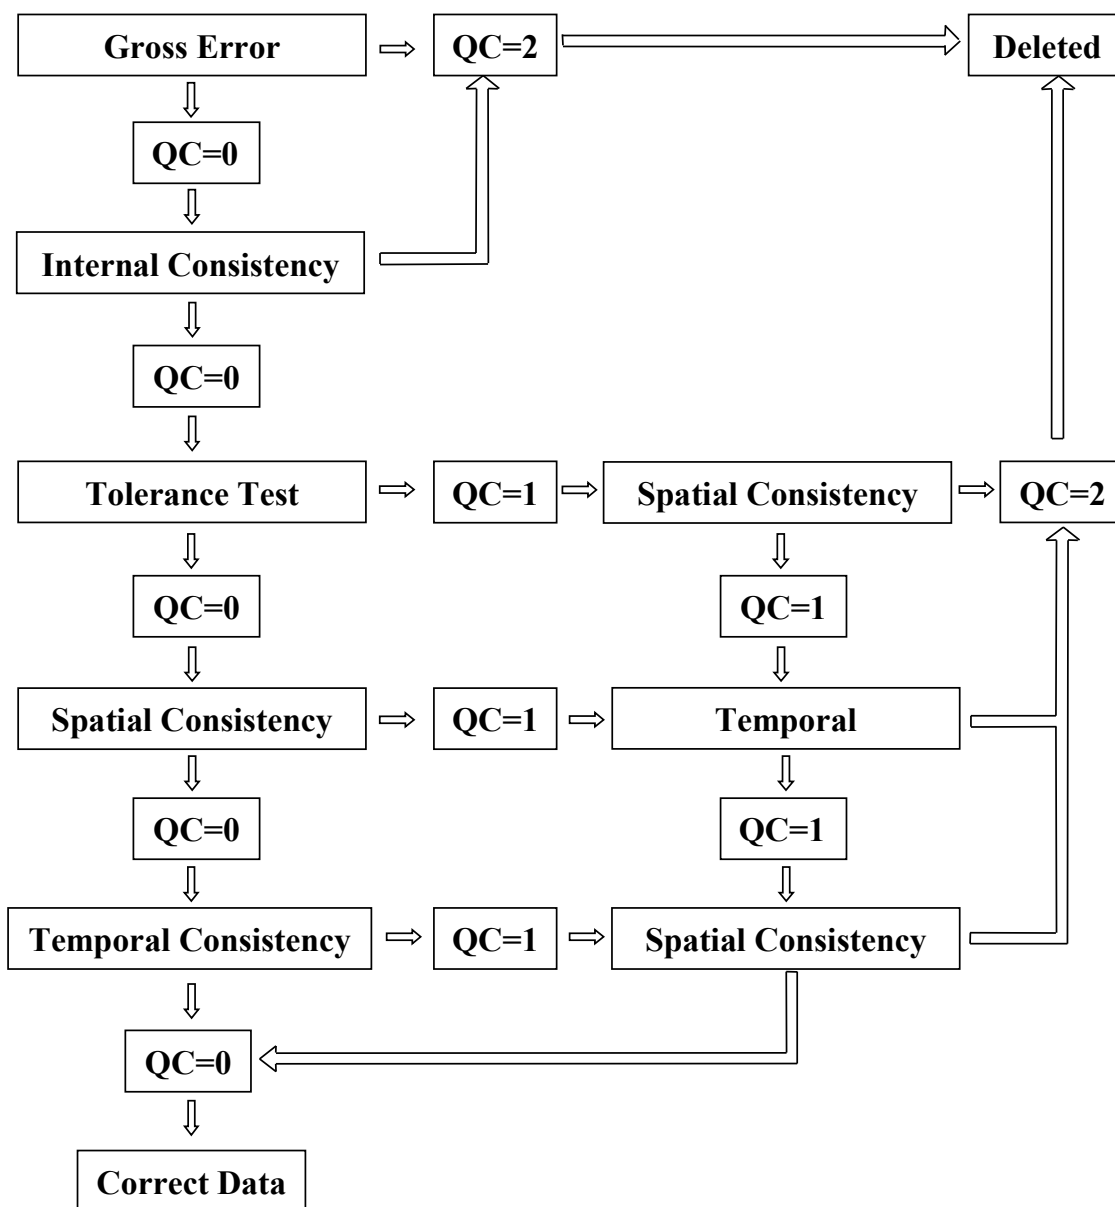 Gross Error
QC=2
Deleted
QC=0
Internal Consistency
QC=0
Tolerance Test
QC=1
Spatial Consistency
QC=2
QC=0
QC=1
Spatial Consistency
QC=1
Temporal
QC=0
QC=1
Temporal Consistency
QC=1
Spatial Consistency
QC=0
Correct Data